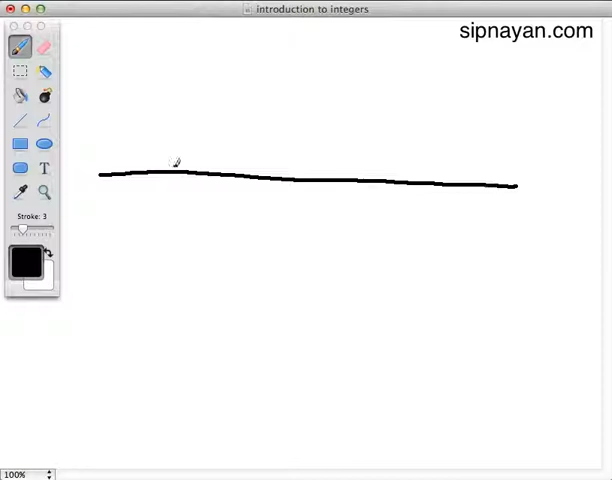 introduction to integers
sipnayan.com
T
Stroke: 3
100%